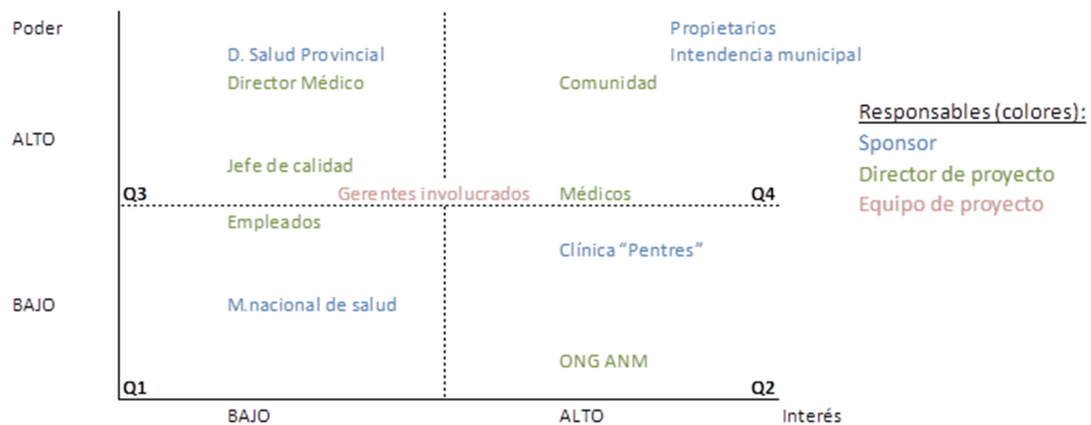 Poder
Propietarios
D. Salud Provincial
Intendencia municipal
Director Médico
Comunidad
Responsables (colores):
ALTO
Sponsor
Jefe de calidad
Director de proyecto
Q3
Gerentes involucrados
Médicos
Q4
Equipo de proyecto
Empleados
Clínica “Pentres”
BAJO
M.nacional de salud
ONG ANM
Q1
Q2
BAJO
ALTO
Interés